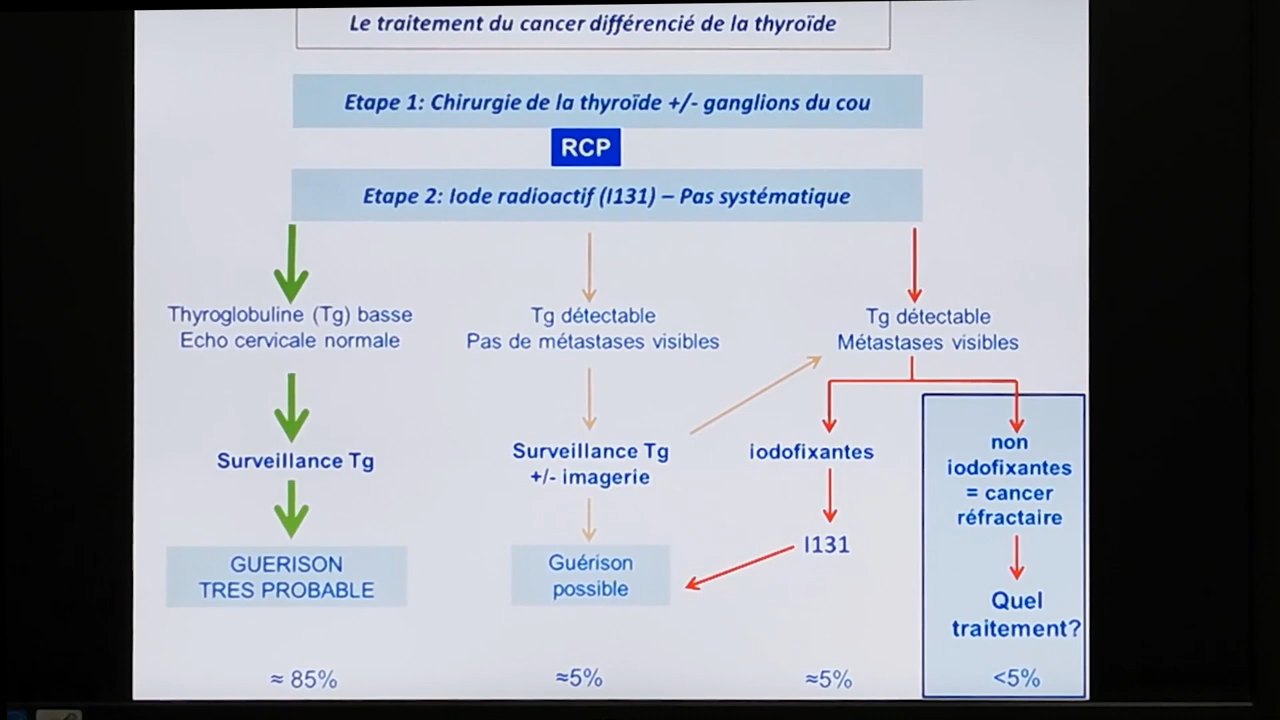 Le traitement du cancer différencié de la thyroïde
Etape 1: Chirurgie de la thyroïde +/- ganglions du cou
RCP
Etape 2: Iode radioactif (I131) – Pas systématique
Thyroglobuline (Tg) basse
Echo cervicale normale
Surveillance Tg
GUERISON
TRES PROBABLE
≈ 85%
Tg détectable
Pas de métastases visibles
Surveillance Tg
+/- imagerie
Guérison
possible
≈5%
Tg détectable
Métastases visibles
iodofixantes
I131
≈5%
non
iodofixantes
= cancer
réfractaire
Quel
traitement?
<5%